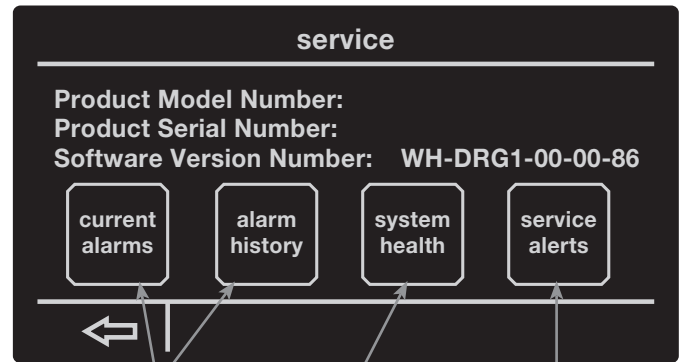 service
Product Model Number:
Product Serial Number:
Software Version Number: WH-DRG1-00-00-86
current
alarms
alarm
history
system
health
service
alerts